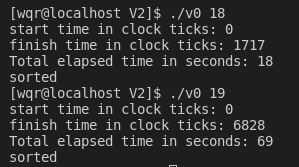 [wqr@localhost V2]$ ./v0 18
start time in clock ticks: 0
finish time in clock ticks: 1717
Total elapsed time in seconds: 18
sorted
[wqr@localhost V2]$ ./v0 19
start time in clock ticks: 0
finish time in clock ticks: 6828
Total elapsed time in seconds: 69
sorted